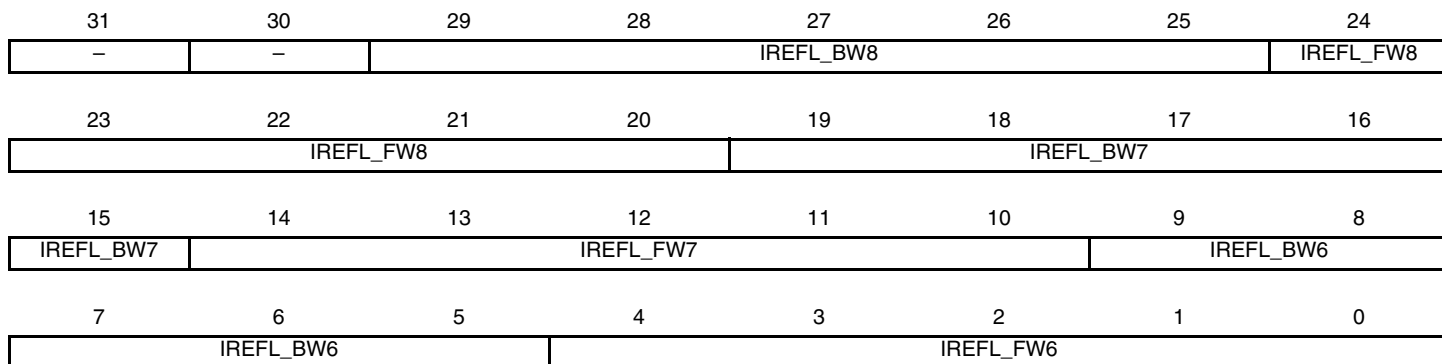 31 30 29 28 27 26 25 24
– – IREFL_BW8 IREFL_FW8
23 22 21 20 19 18 17 16
IREFL_FW8 IREFL_BW7
15 14 13 12 11 10 9 8
IREFL_BW7 IREFL_FW7 IREFL_BW6
7 6 5 4 3 2 1 0
IREFL_BW6 IREFL_FW6